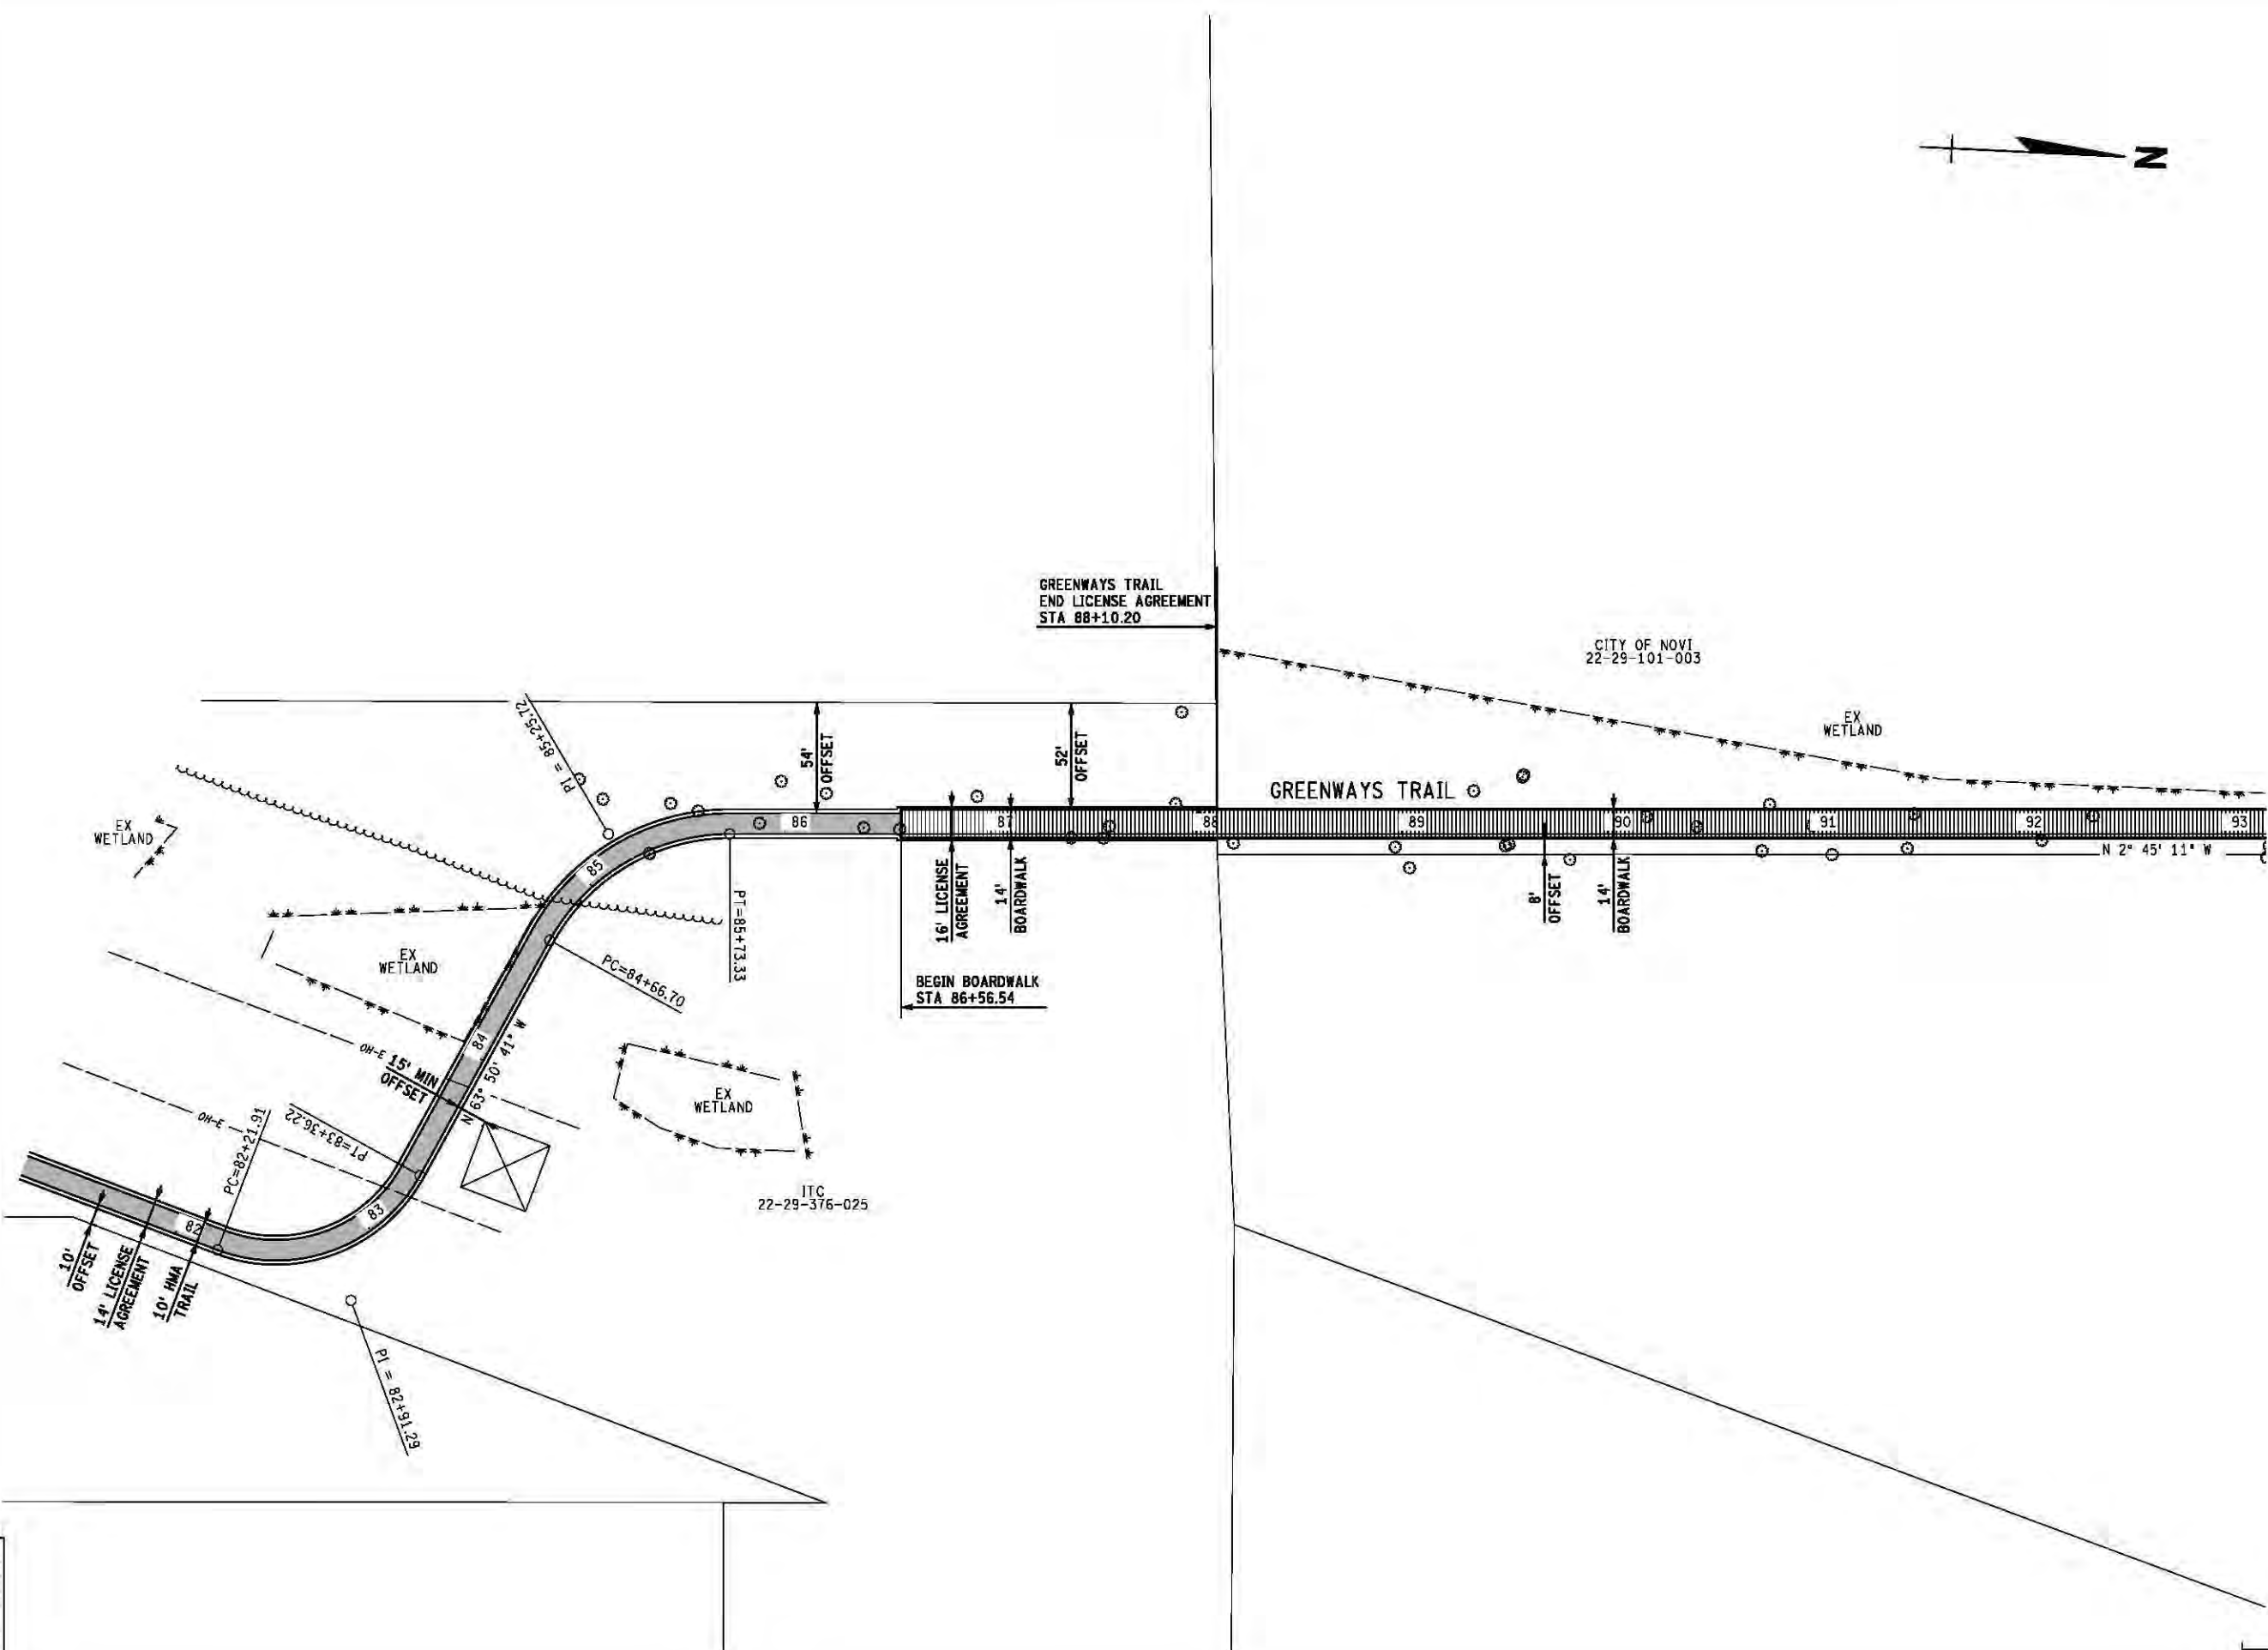 N
GREENWAYS TRAIL
END LICENSE AGREEMENT
STA 88+10.20
CITY OF NOVI
22-29-101-003
EX
WETLAND
PI = 85+25.72
54'
OFFSET
52'
OFFSET
GREENWAYS TRAIL
86
87
88
89
90
91
92
93
N 2° 45' 11" W
EX
WETLAND
85
16' LICENSE
AGREEMENT
14'
BOARDWALK
8'
OFFSET
14'
BOARDWALK
PT=85+73.33
EX
WETLAND
PC=84+66.70
BEGIN BOARDWALK
STA 86+56.54
84
OH-E
15' MIN
OFFSET
N 63° 50' 41" W
EX
WETLAND
OH-E
PT=83+36.22
PC=82+21.91
ITC
22-29-376-025
82
83
10'
OFFSET
14' LICENSE
AGREEMENT
10' HMA
TRAIL
PI = 82+91.29